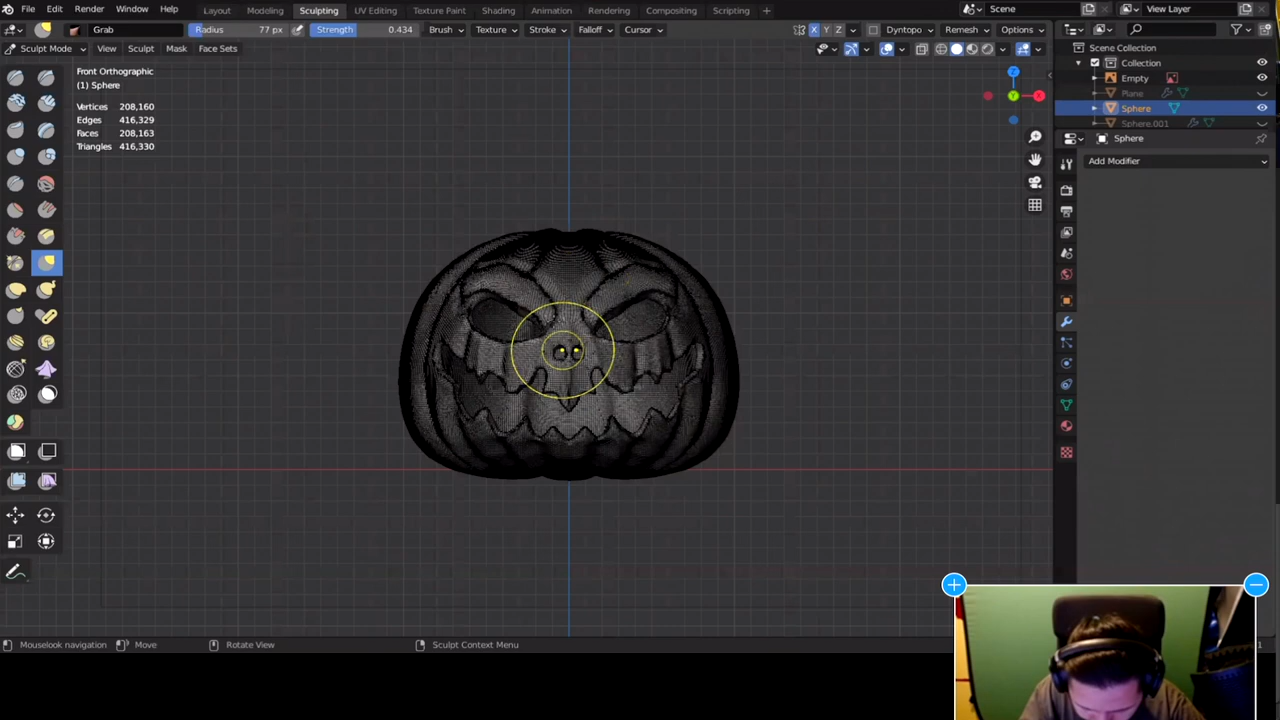 File Edit Render Window Help Layout Modeling Sculpting UV Editing Texture Paint Shading Animation Rendering Compositing Scripting + Scene View Layer
Grab Radius 77 px Strength 0.434 Brush Texture Stroke Falloff Cursor X Y Z Dyntopo Remesh Options
Sculpt Mode View Sculpt Mask Face Sets
Scene Collection
Collection
Empty
Plane
Sphere
Sphere.001
Front Orthographic
(1) Sphere
Vertices 208,160
Edges 416,329
Faces 208,163
Triangles 416,330
Z
Y
X
Sphere
Add Modifier
Mouselook navigation Move Rotate View Sculpt Context Menu